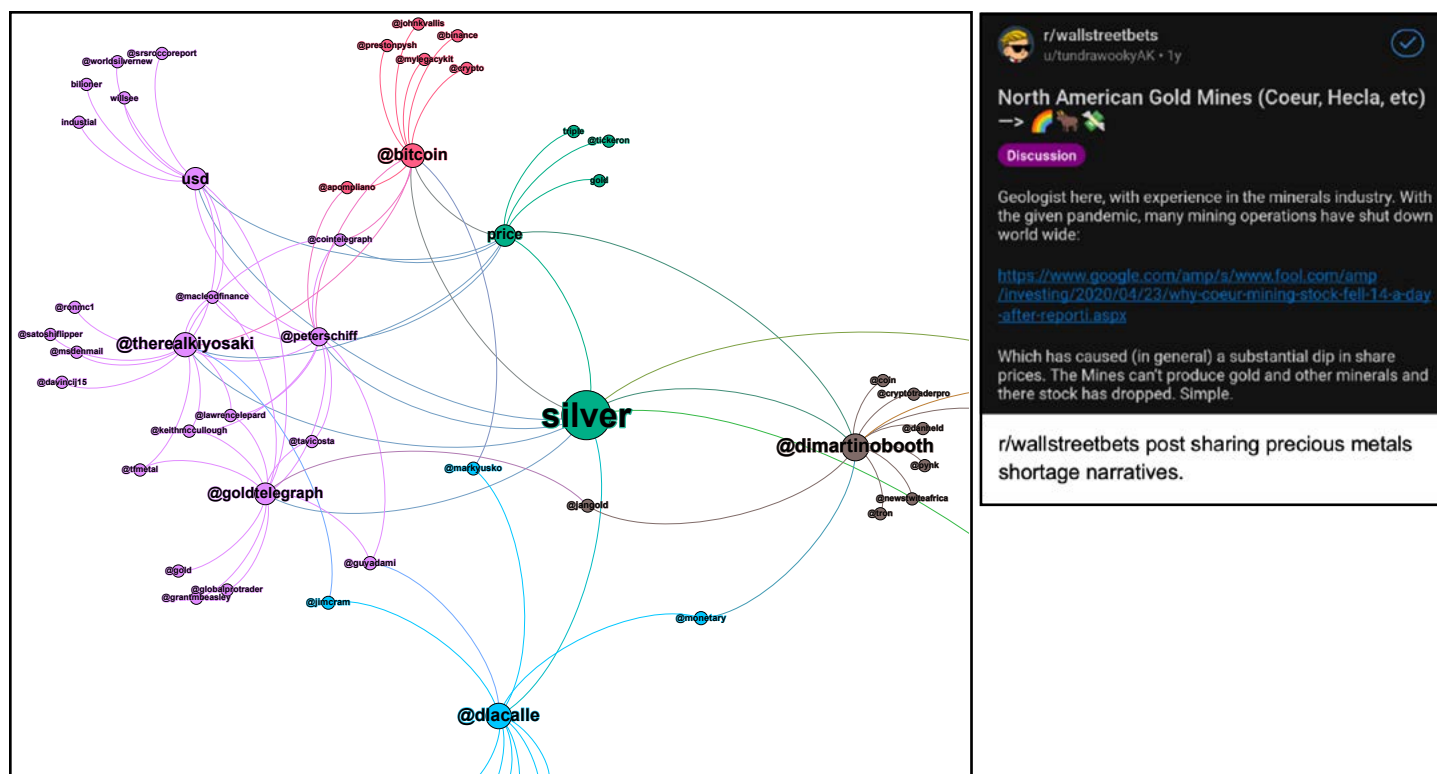 @johnkvallis
@binance
@prestonpysh
@mylegacykit
@crypto
@srsroccoreport
@worldsilvernew
bilioner
willsee
industial
@bitcoin
triple
@tickeron
gold
usd
@apompliano
@cointelegraph
price
@macleodfinance
@ronmc1
@satoshiflipper
@msdenmail
@therealkiyosaki
@peterschiff
@davincij15
silver
@coin
@cryptotraderpro
@danheld
@dimartinobooth
@pynk
@newstwiteafrica
@tron
@lawrencelepard
@keithmccullough
@tavicosta
@tfmetal
@markyusko
@goldtelegraph
@jangold
@guyadami
@gold
@globalprotrader
@grantmbeasley
@jimcram
@monetary
@dlacalle
r/wallstreetbets
u/tundrawookyAK • 1y
North American Gold Mines (Coeur, Hecla, etc)
—> 🌈🐂💸
Discussion
Geologist here, with experience in the minerals industry. With
the given pandemic, many mining operations have shut down
world wide:
https://www.google.com/amp/s/www.fool.com/amp
/investing/2020/04/23/why-coeur-mining-stock-fell-14-a-day
-after-reporti.aspx
Which has caused (in general) a substantial dip in share
prices. The Mines can't produce gold and other minerals and
there stock has dropped. Simple.
r/wallstreetbets post sharing precious metals
shortage narratives.